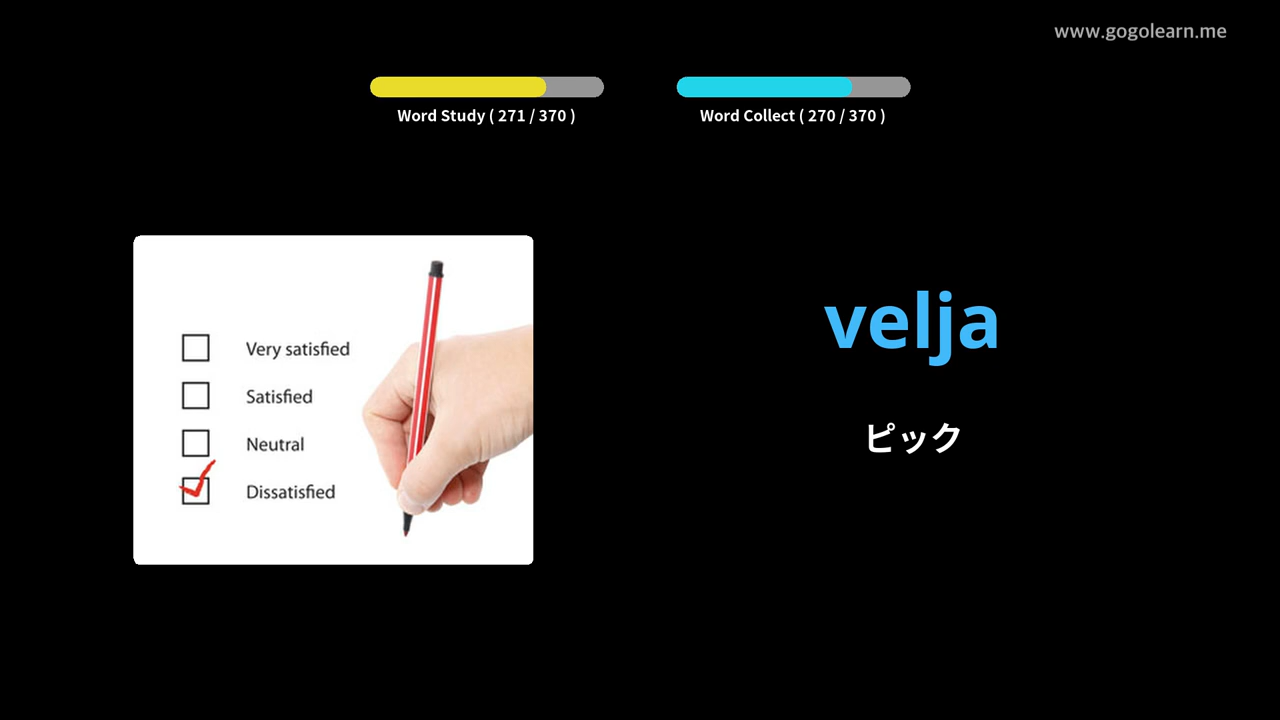 www.gogolearn.me
Word Study ( 271 / 370 )
Word Collect ( 270 / 370 )
Very satisfied
Satisfied
Neutral
Dissatisfied
velja
ピック